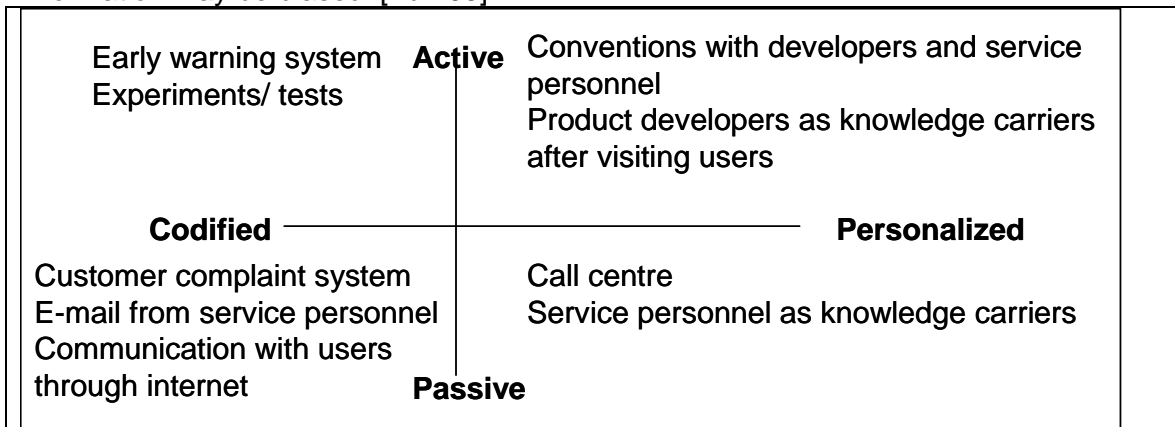 Early warning system
Experiments/ tests
Active
Conventions with developers and service
personnel
Product developers as knowledge carriers
after visiting users
Codified
Personalized
Customer complaint system
E-mail from service personnel
Communication with users
through internet
Call centre
Service personnel as knowledge carriers
Passive